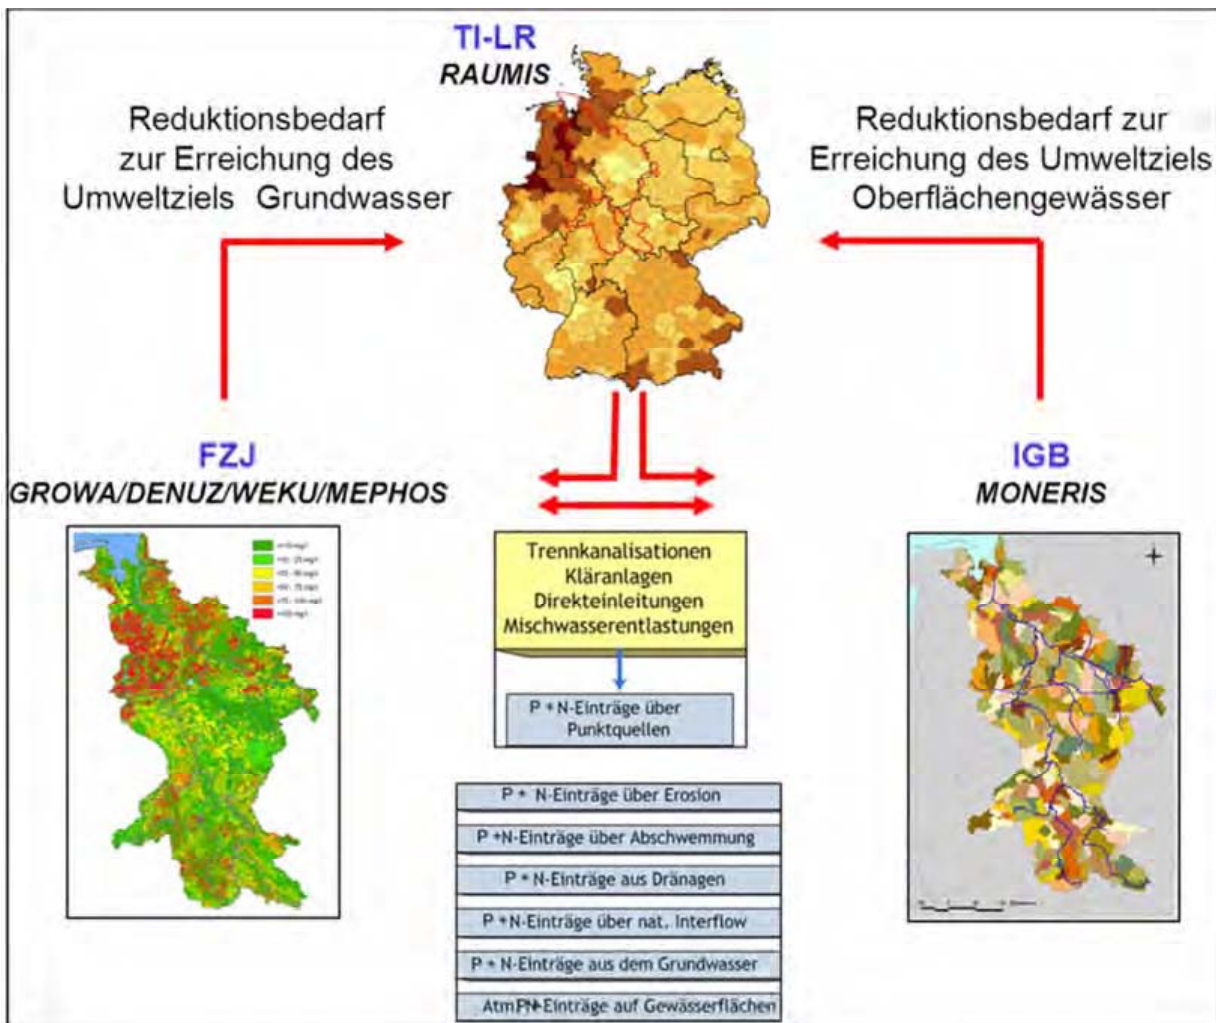 TI-LR
RAUMIS
Reduktionsbedarf
zur Erreichung des
Umweltziels Grundwasser
Reduktionsbedarf zur
Erreichung des Umweltziels
Oberflächengewässer
FZJ
GROWA/DENUZ/WEKU/MEPHOS
IGB
MONERIS
Trennkanalisationen
Kläranlagen
Direkteinleitungen
Mischwasserentlastungen
P + N-Einträge über
Punktquellen
P + N-Einträge über Erosion
P +N-Einträge über Abschwemmung
P + N-Einträge aus Dränagen
P +N-Einträge über nat. Interflow
P + N-Einträge aus dem Grundwasser
Einträge auf Gewässerflächen